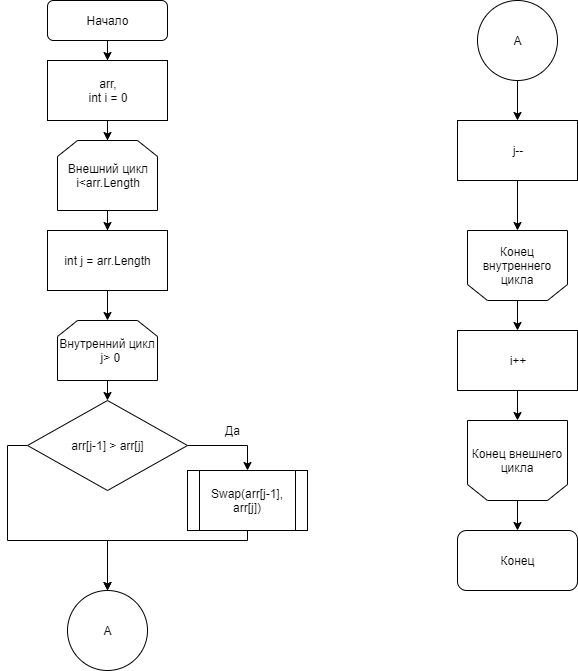 Начало
arr,
int i = 0
Внешний цикл
i<arr.Length
int j = arr.Length
Внутренний цикл
j> 0
arr[j-1] > arr[j]
Да
Swap(arr[j-1],
arr[j])
А
А
j--
Конец
внутреннего
цикла
i++
Конец внешнего
цикла
Конец